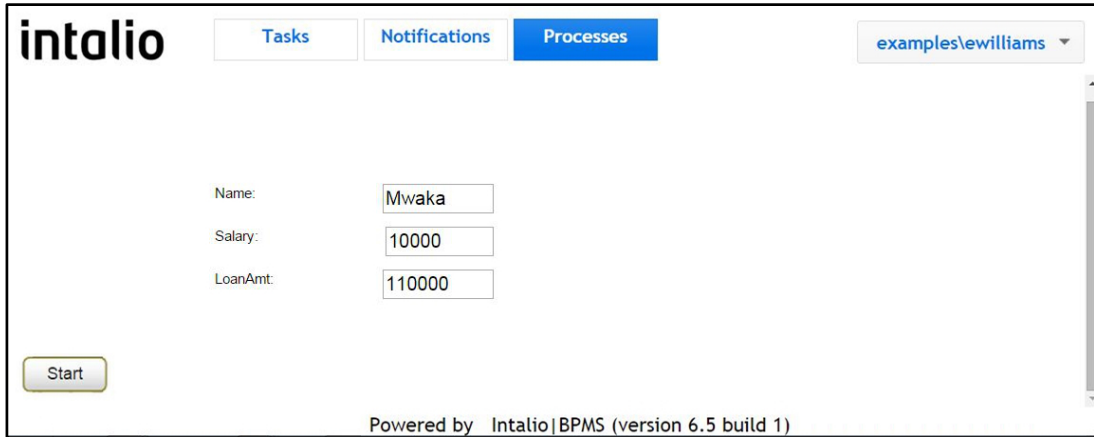 intalio
Tasks Notifications Processes examples\ewilliams
Name: Mwaka
Salary: 10000
LoanAmt: 110000
Start
Powered by Intalio|BPMS (version 6.5 build 1)